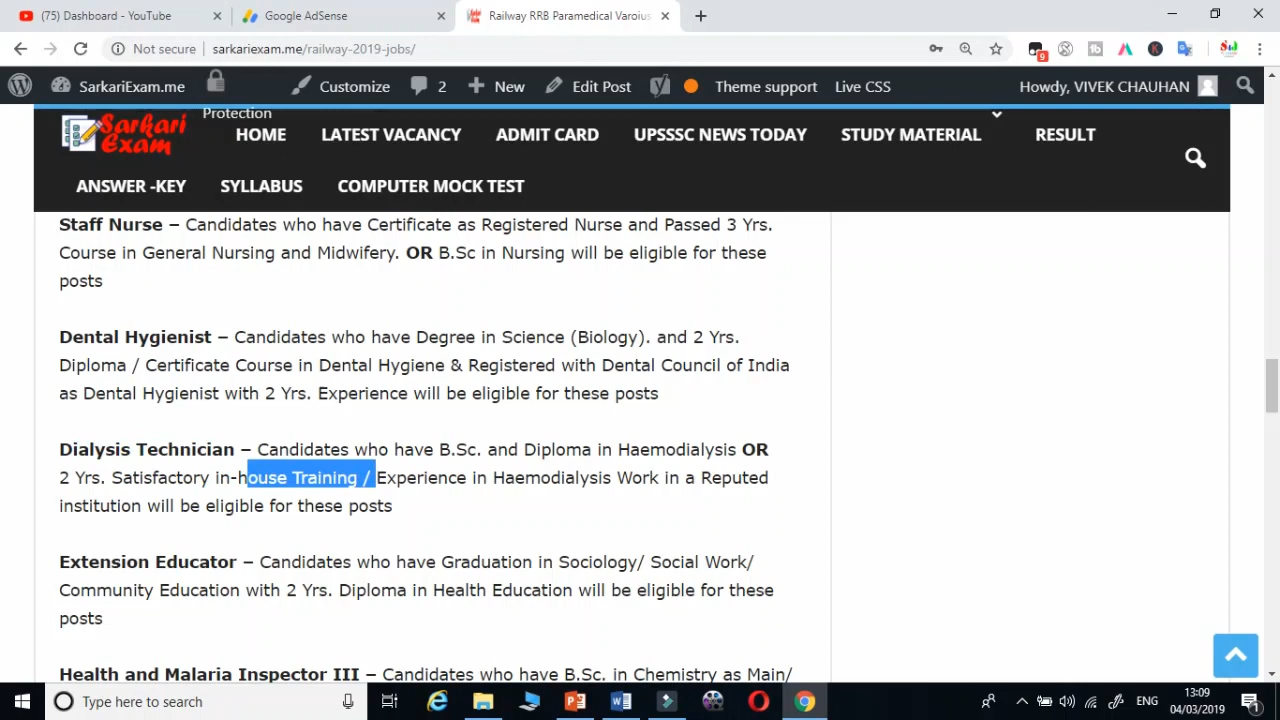 (75) Dashboard - YouTube
Google AdSense
Railway RRB Paramedical Varoius
Not secure
sarkariexam.me/railway-2019-jobs/
9
SarkariExam.me
Customize
2
New
Edit Post
Theme support
Live CSS
Howdy, VIVEK CHAUHAN
Protection
Sarkari
Exam
HOME
LATEST VACANCY
ADMIT CARD
UPSSSC NEWS TODAY
STUDY MATERIAL
RESULT
ANSWER -KEY
SYLLABUS
COMPUTER MOCK TEST
Staff Nurse – Candidates who have Certificate as Registered Nurse and Passed 3 Yrs.
Course in General Nursing and Midwifery. OR B.Sc in Nursing will be eligible for these
posts
Dental Hygienist – Candidates who have Degree in Science (Biology). and 2 Yrs.
Diploma / Certificate Course in Dental Hygiene & Registered with Dental Council of India
as Dental Hygienist with 2 Yrs. Experience will be eligible for these posts
Dialysis Technician – Candidates who have B.Sc. and Diploma in Haemodialysis OR
2 Yrs. Satisfactory in-house Training / Experience in Haemodialysis Work in a Reputed
institution will be eligible for these posts
Extension Educator – Candidates who have Graduation in Sociology/ Social Work/
Community Education with 2 Yrs. Diploma in Health Education will be eligible for these
posts
Health and Malaria Inspector III – Candidates who have B.Sc. in Chemistry as Main/
Type here to search
ENG
13:09
04/03/2019
1